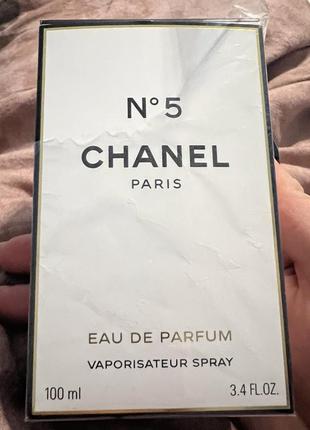 N°5
CHANEL
PARIS
EAU DE PARFUM
VAPORISATEUR SPRAY
100 ml 3.4 FL.OZ.